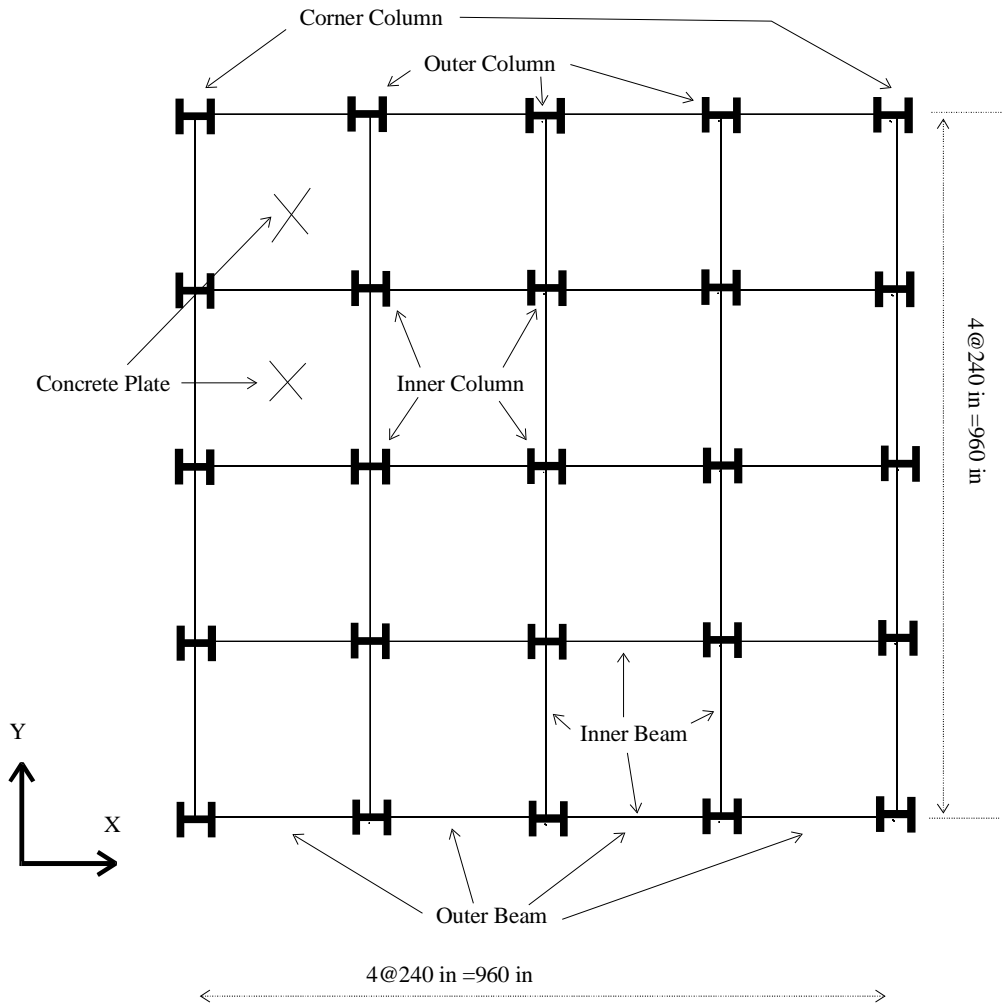 Corner Column
Outer Column
Concrete Plate
Inner Column
4@240 in =960 in
Inner Beam
Y
X
Outer Beam
4@240 in =960 in